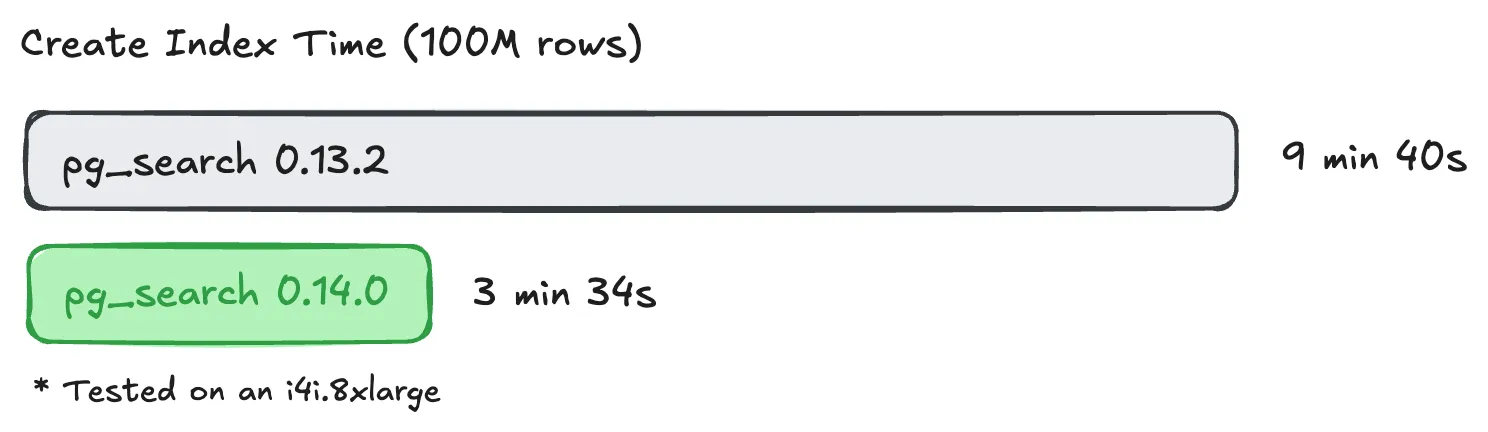 Create Index Time (100M rows)
pg_search 0.13.2
9 min 40s
pg_search 0.14.0
3 min 34s
* Tested on an i4i.8xlarge